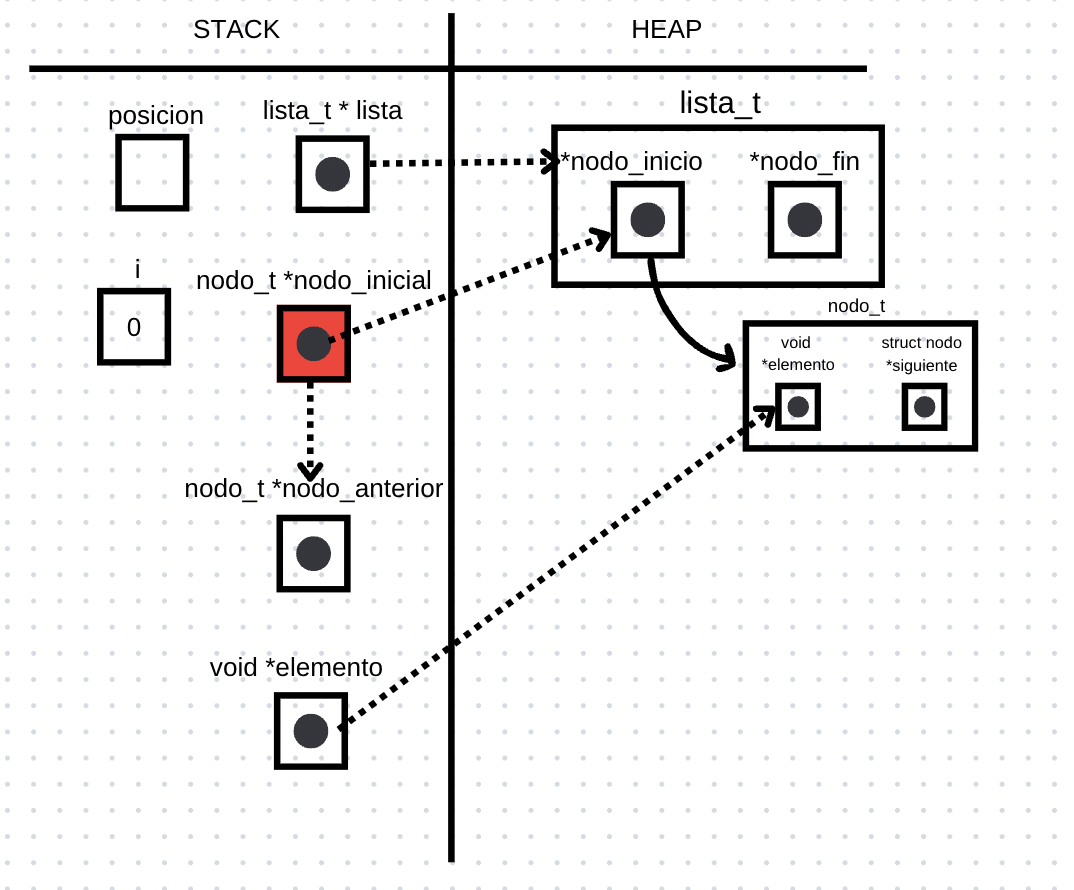 STACK
HEAP
posicion
lista_t * lista
lista_t
*nodo_inicio
*nodo_fin
i
0
nodo_t *nodo_inicial
nodo_t
void
*elemento
struct nodo
*siguiente
nodo_t *nodo_anterior
void *elemento